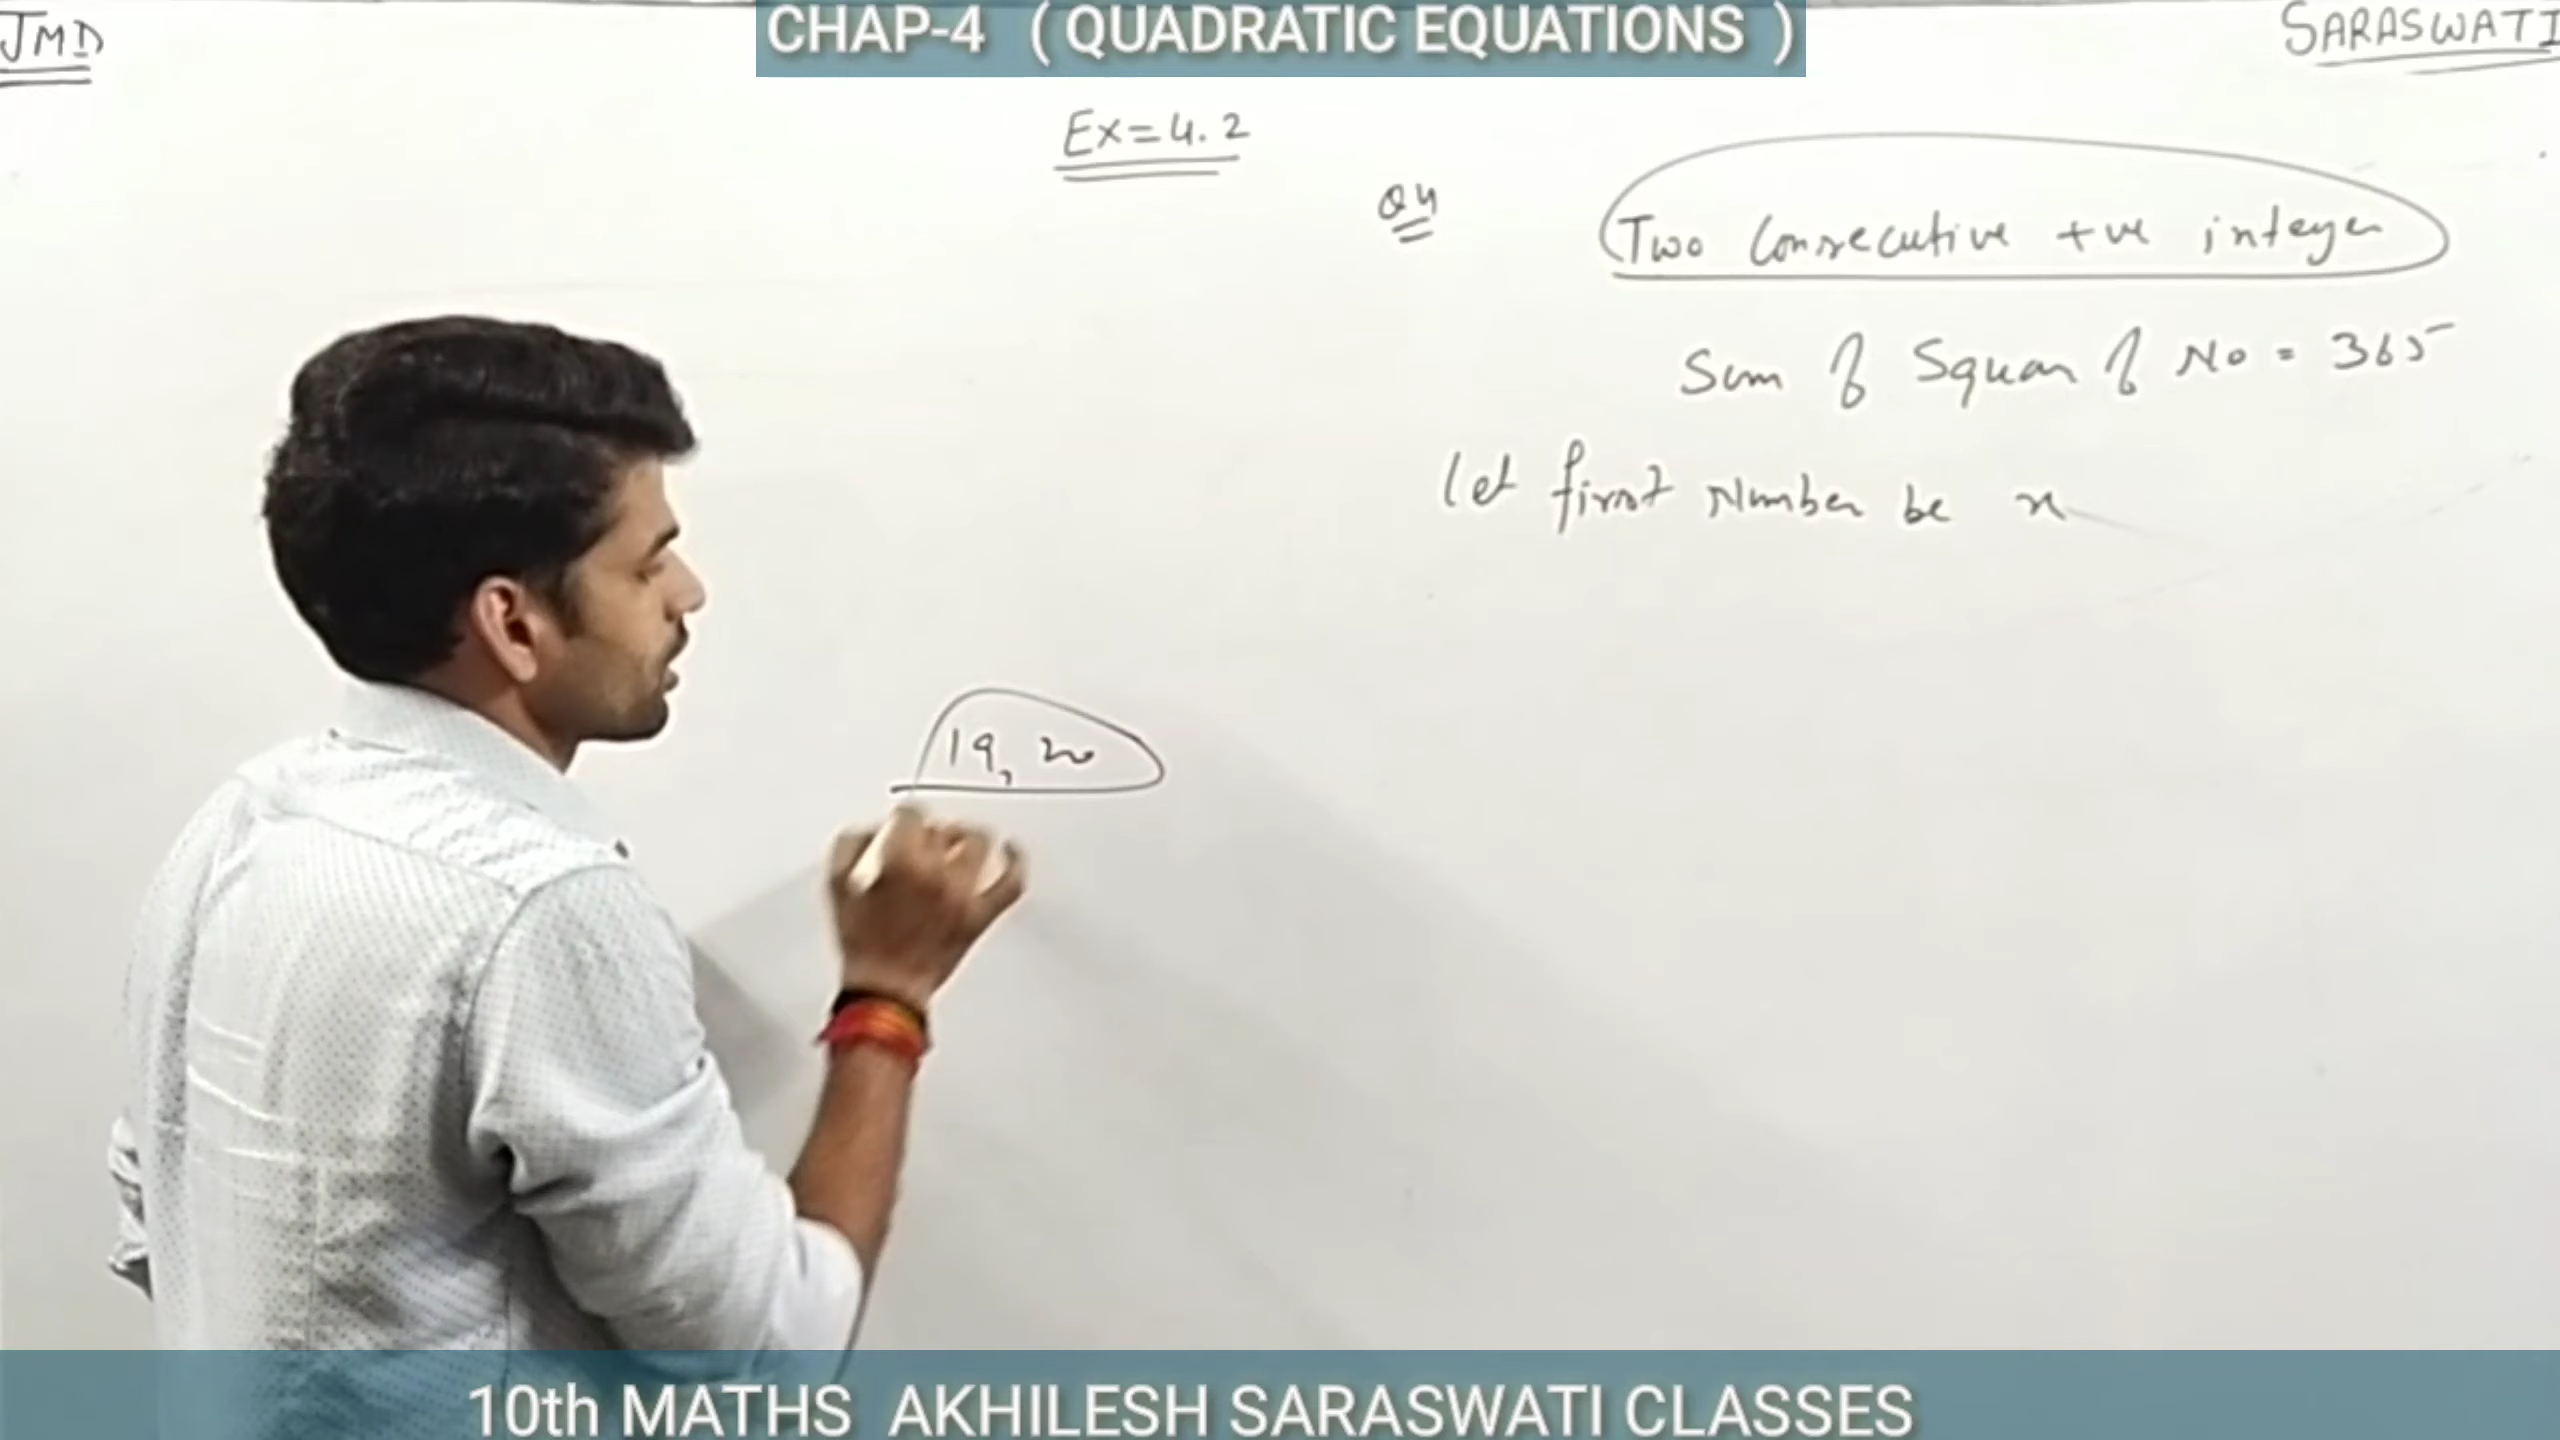 JMD
CHAP-4 ( QUADRATIC EQUATIONS )
SARASWATI
Ex=4.2
Q4
Two Consecutive +ve integer
Sum of Square of No = 365
let first Number be x
19, 20
10th MATHS AKHILESH SARASWATI CLASSES